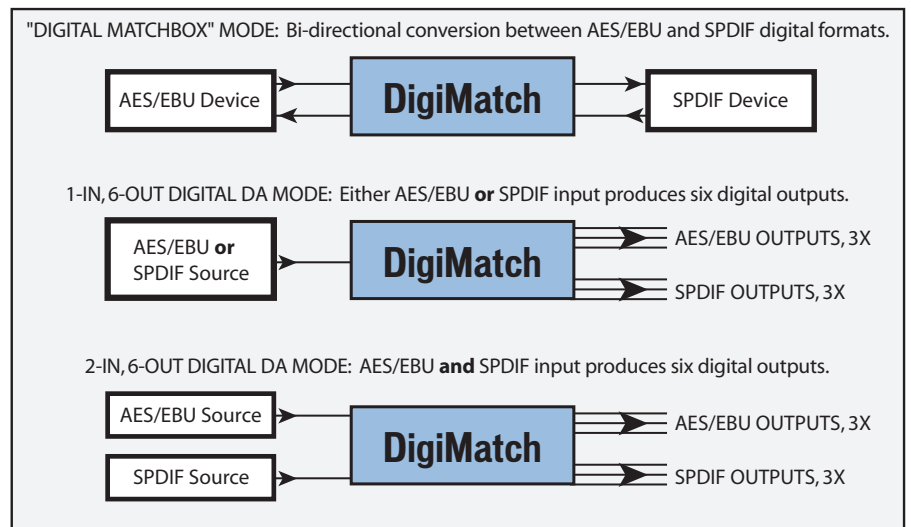 "DIGITAL MATCHBOX" MODE: Bi-directional conversion between AES/EBU and SPDIF digital formats.
AES/EBU Device
DigiMatch
SPDIF Device
1-IN, 6-OUT DIGITAL DA MODE: Either AES/EBU or SPDIF input produces six digital outputs.
AES/EBU or
SPDIF Source
DigiMatch
AES/EBU OUTPUTS, 3X
SPDIF OUTPUTS, 3X
2-IN, 6-OUT DIGITAL DA MODE: AES/EBU and SPDIF input produces six digital outputs.
AES/EBU Source
SPDIF Source
DigiMatch
AES/EBU OUTPUTS, 3X
SPDIF OUTPUTS, 3X